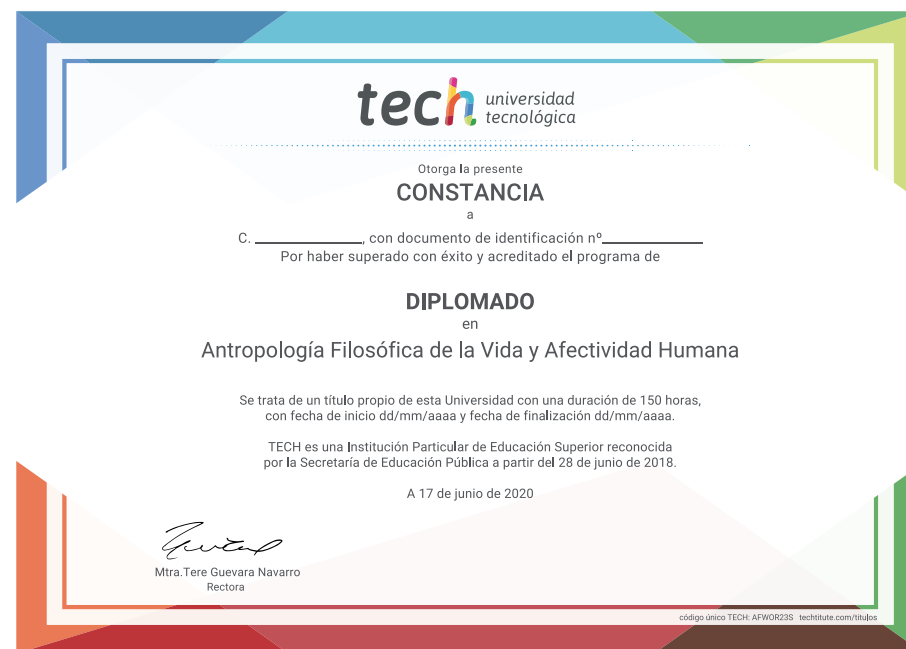 tech universidad
tecnológica
Otorga la presente
CONSTANCIA
a
C. ____________, con documento de identificación nº____________
Por haber superado con éxito y acreditado el programa de
DIPLOMADO
en
Antropología Filosófica de la Vida y Afectividad Humana
Se trata de un título propio de esta Universidad con una duración de 150 horas,
con fecha de inicio dd/mm/aaaa y fecha de finalización dd/mm/aaaa.
TECH es una Institución Particular de Educación Superior reconocida
por la Secretaría de Educación Pública a partir del 28 de junio de 2018.
A 17 de junio de 2020
Mtra.Tere Guevara Navarro
Rectora
código único TECH: AFWOR23S techtitute.com/titulos